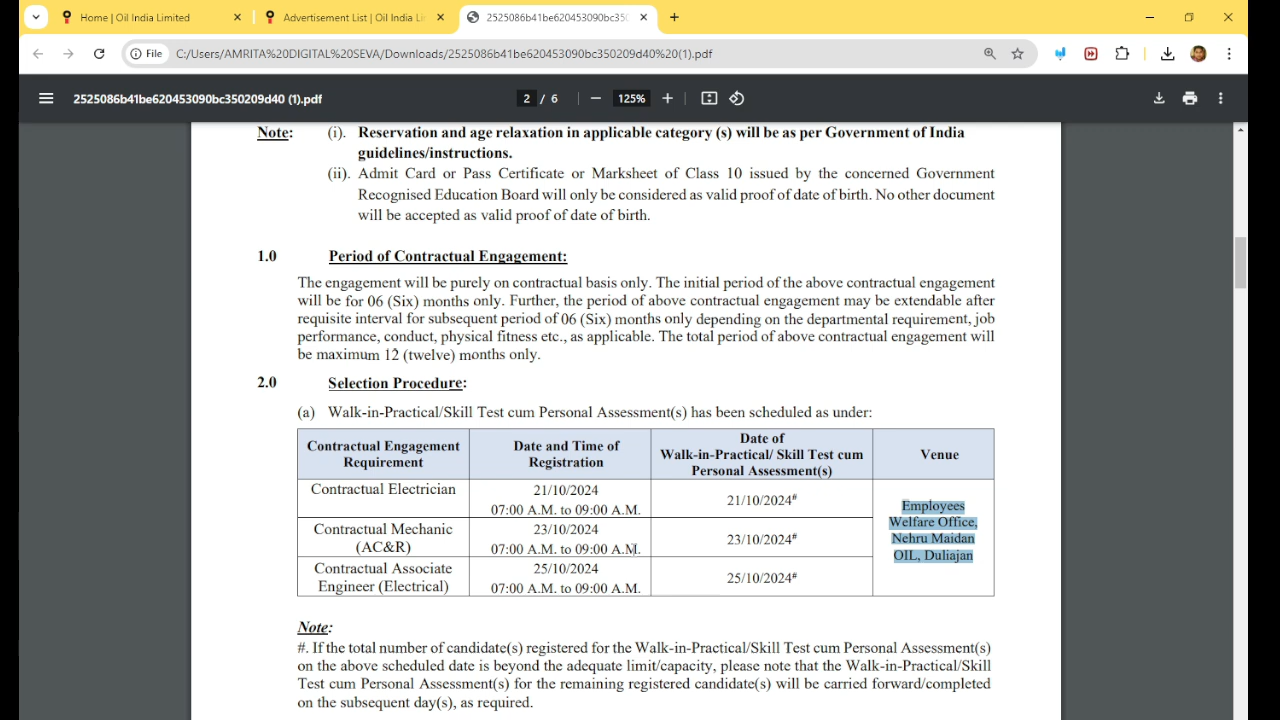 Home | Oil India Limited
Advertisement List | Oil India Li
2525086b41be620453090bc350
File C:/Users/AMRITA%20DIGITAL%20SEVA/Downloads/2525086b41be620453090bc350209d40%20(1).pdf
2525086b41be620453090bc350209d40 (1).pdf
2 / 6
125%
Note: (i). Reservation and age relaxation in applicable category (s) will be as per Government of India
guidelines/instructions.
(ii). Admit Card or Pass Certificate or Marksheet of Class 10 issued by the concerned Government
Recognised Education Board will only be considered as valid proof of date of birth. No other document
will be accepted as valid proof of date of birth.
1.0 Period of Contractual Engagement:
The engagement will be purely on contractual basis only. The initial period of the above contractual engagement
will be for 06 (Six) months only. Further, the period of above contractual engagement may be extendable after
requisite interval for subsequent period of 06 (Six) months only depending on the departmental requirement, job
performance, conduct, physical fitness etc., as applicable. The total period of above contractual engagement will
be maximum 12 (twelve) months only.
2.0 Selection Procedure:
(a) Walk-in-Practical/Skill Test cum Personal Assessment(s) has been scheduled as under:
Contractual Engagement
Requirement
Date and Time of
Registration
Date of
Walk-in-Practical/ Skill Test cum
Personal Assessment(s)
Venue
Contractual Electrician
21/10/2024
07:00 A.M. to 09:00 A.M.
21/10/2024#
Contractual Mechanic
(AC&R)
23/10/2024
07:00 A.M. to 09:00 A.M.
23/10/2024#
Contractual Associate
Engineer (Electrical)
25/10/2024
07:00 A.M. to 09:00 A.M.
25/10/2024#
Employees
Welfare Office,
Nehru Maidan
OIL, Duliajan
Note:
#. If the total number of candidate(s) registered for the Walk-in-Practical/Skill Test cum Personal Assessment(s)
on the above scheduled date is beyond the adequate limit/capacity, please note that the Walk-in-Practical/Skill
Test cum Personal Assessment(s) for the remaining registered candidate(s) will be carried forward/completed
on the subsequent day(s), as required.